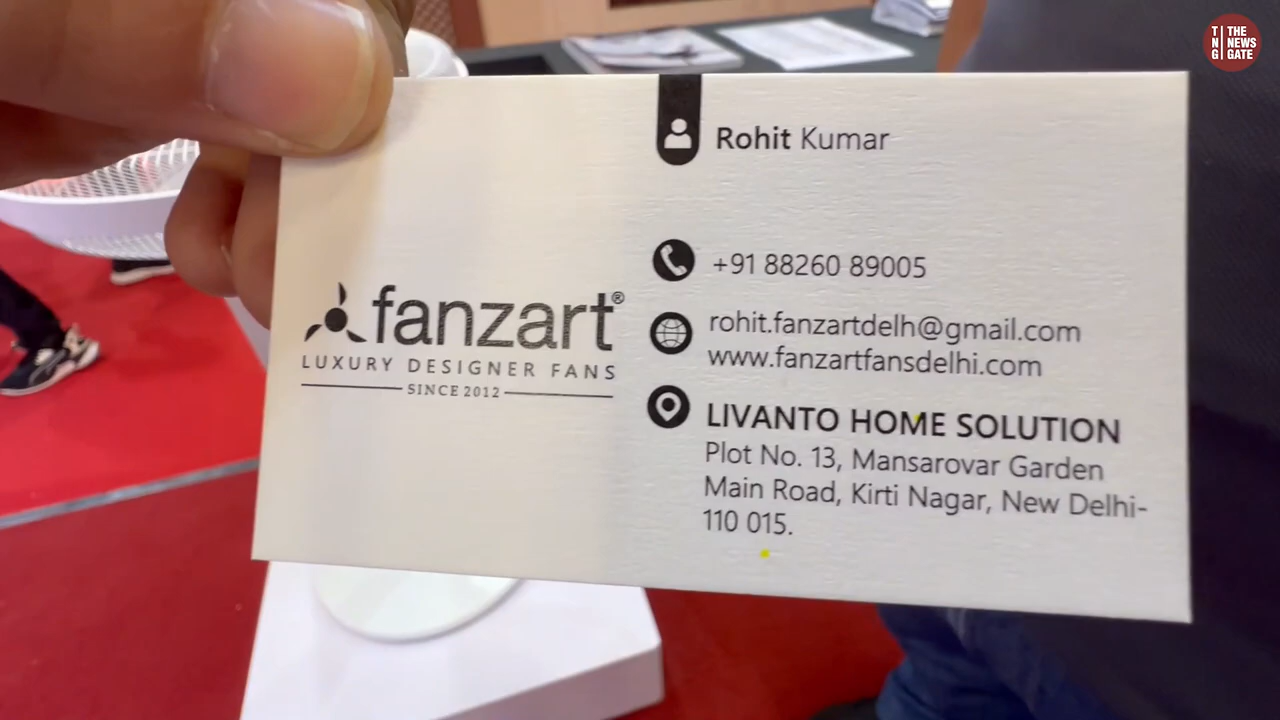 T N G THE NEWS GATE
Rohit Kumar
+91 88260 89005
rohit.fanzartdelh@gmail.com
www.fanzartfansdelhi.com
fanzart®
LUXURY DESIGNER FANS
SINCE 2012
LIVANTO HOME SOLUTION
Plot No. 13, Mansarovar Garden
Main Road, Kirti Nagar, New Delhi-
110 015.